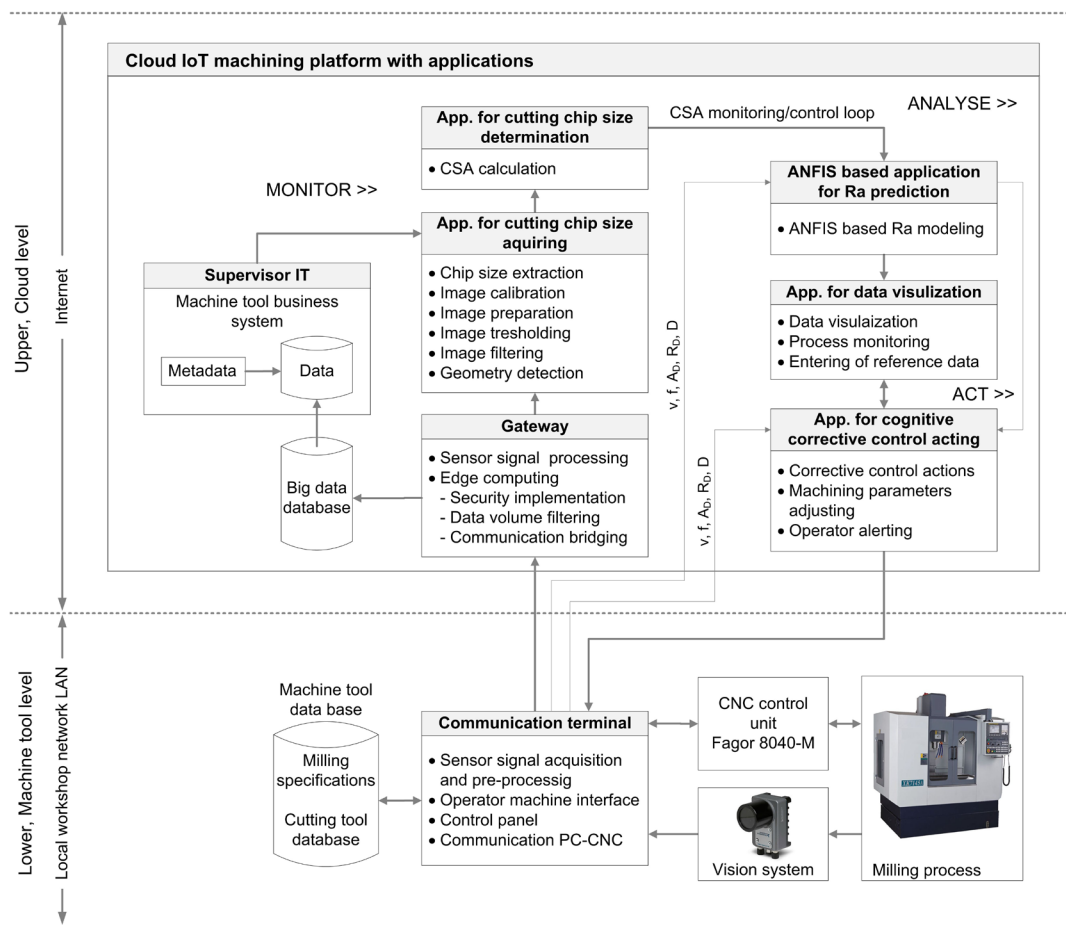 Cloud IoT machining platform with applications
ANALYSE >>
App. for cutting chip size
determination
● CSA calculation
CSA monitoring/control loop
MONITOR >>
ANFIS based application
for Ra prediction
● ANFIS based Ra modeling
App. for cutting chip size
aquiring
● Chip size extraction
● Image calibration
● Image preparation
● Image tresholding
● Image filtering
● Geometry detection
Supervisor IT
Machine tool business
system
Metadata
Data
App. for data visulization
● Data visulaization
● Process monitoring
● Entering of reference data
ACT >>
v, f, A_D, R_D, D
Gateway
● Sensor signal processing
● Edge computing
- Security implementation
- Data volume filtering
- Communication bridging
Big data
database
App. for cognitive
corrective control acting
● Corrective control actions
● Machining parameters
adjusting
● Operator alerting
v, f, A_D, R_D, D
Upper, Cloud level
Internet
Lower, Machine tool level
Local workshop network LAN
Machine tool
data base
Milling
specifications
Cutting tool
database
Communication terminal
● Sensor signal acquisition
and pre-processig
● Operator machine interface
● Control panel
● Communication PC-CNC
CNC control
unit
Fagor 8040-M
Vision system
Milling process